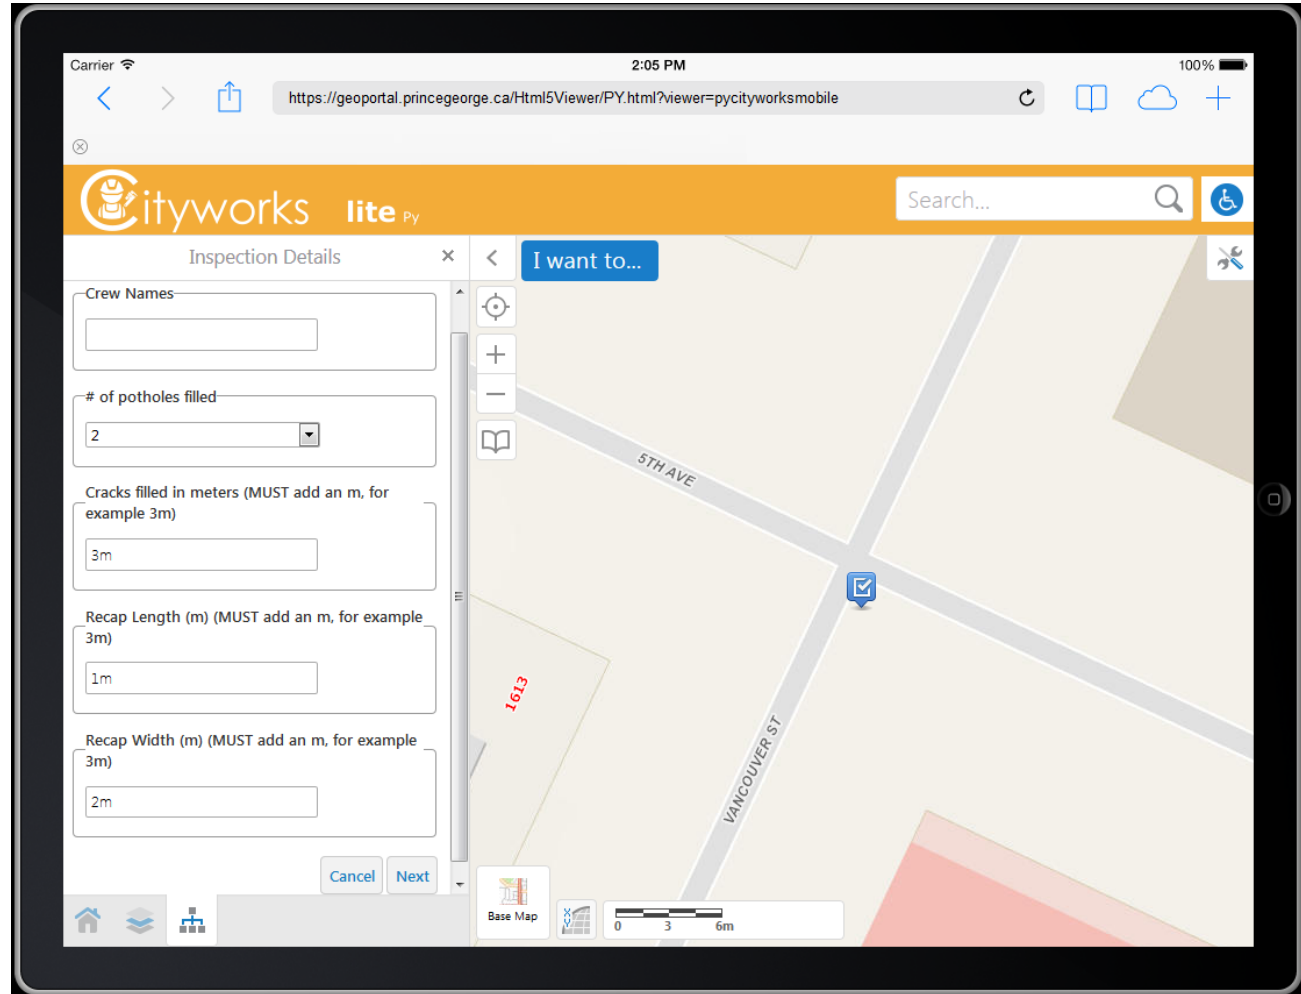 Carrier
2:05 PM
100%
https://geoportal.princegeorge.ca/Html5Viewer/PY.html?viewer=pycityworksmobile
Cityworks lite Py
Search...
Inspection Details
I want to...
Crew Names
# of potholes filled
2
Cracks filled in meters (MUST add an m, for
example 3m)
3m
Recap Length (m) (MUST add an m, for example
3m)
1m
Recap Width (m) (MUST add an m, for example
3m)
2m
Cancel
Next
5TH AVE
1613
VANCOUVER ST
Base Map
X
Y
0 3 6m